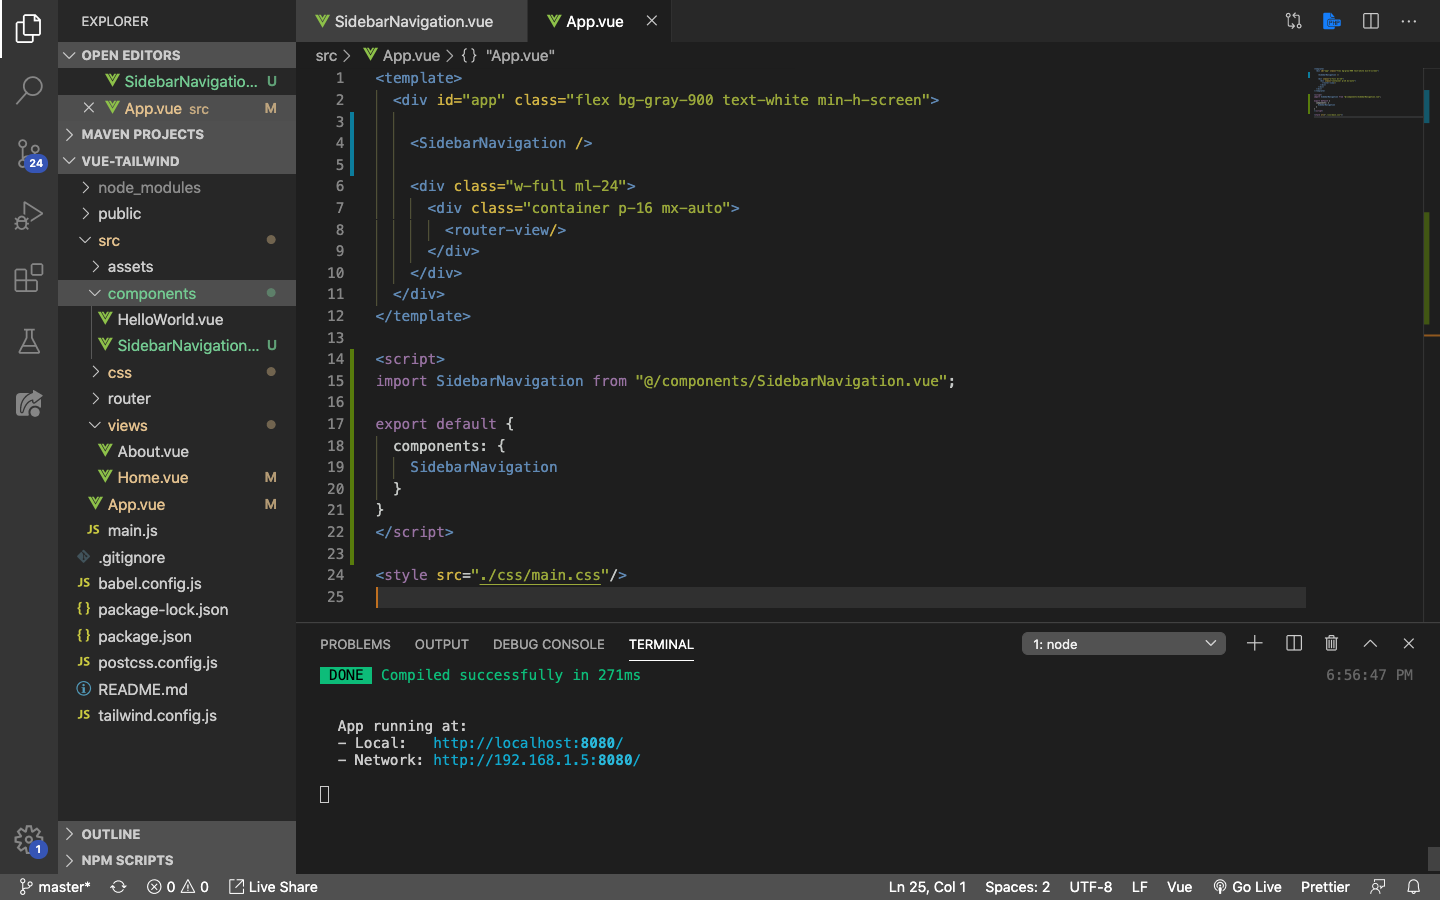 EXPLORER
OPEN EDITORS
SidebarNavigatio... U
App.vue src M
MAVEN PROJECTS
VUE-TAILWIND
node_modules
public
src
assets
components
HelloWorld.vue
SidebarNavigation... U
css
router
views
About.vue
Home.vue M
App.vue M
JS main.js
.gitignore
JS babel.config.js
{} package-lock.json
{} package.json
JS postcss.config.js
README.md
JS tailwind.config.js
OUTLINE
NPM SCRIPTS
24
1
SidebarNavigation.vue
App.vue
src > App.vue > {} "App.vue"
1 <template>
2 <div id="app" class="flex bg-gray-900 text-white min-h-screen">
3
4 <SidebarNavigation />
5
6 <div class="w-full ml-24">
7 <div class="container p-16 mx-auto">
8 <router-view/>
9 </div>
10 </div>
11 </div>
12 </template>
13
14 <script>
15 import SidebarNavigation from "@/components/SidebarNavigation.vue";
16
17 export default {
18 components: {
19 SidebarNavigation
20 }
21 }
22 </script>
23
24 <style src="./css/main.css"/>
25
PROBLEMS OUTPUT DEBUG CONSOLE TERMINAL
1: node
DONE Compiled successfully in 271ms 6:56:47 PM
App running at:
- Local: http://localhost:8080/
- Network: http://192.168.1.5:8080/
master* 0 0 Live Share
Ln 25, Col 1 Spaces: 2 UTF-8 LF Vue Go Live Prettier